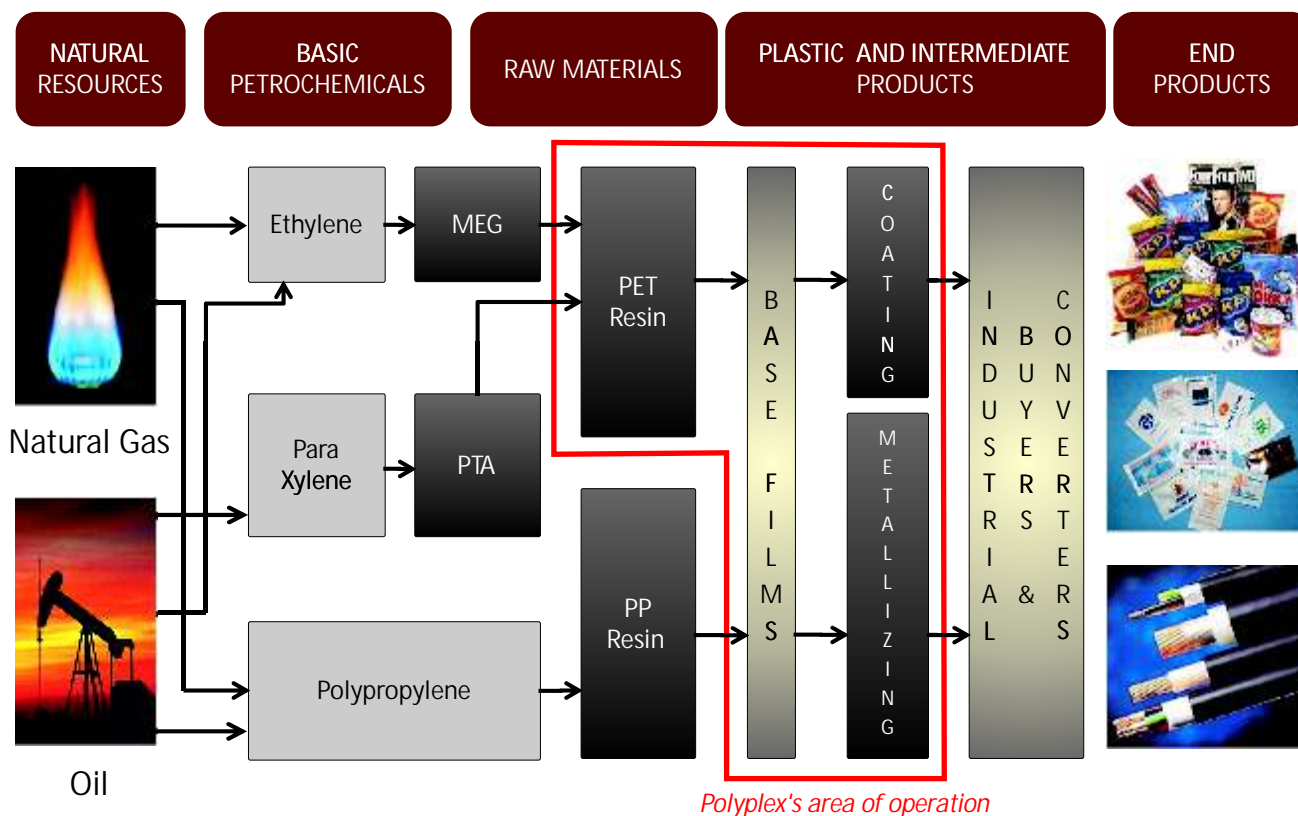 NATURAL
RESOURCES
BASIC
PETROCHEMICALS
RAW MATERIALS
PLASTIC AND INTERMEDIATE
PRODUCTS
END
PRODUCTS
Natural Gas
Oil
Ethylene
MEG
Para
Xylene
PTA
Polypropylene
PET
Resin
PP
Resin
BASE FILMS
COATING
METALLIZING
INDUSTRIAL
BUYERS &
CONVERTERS
Polyplex's area of operation